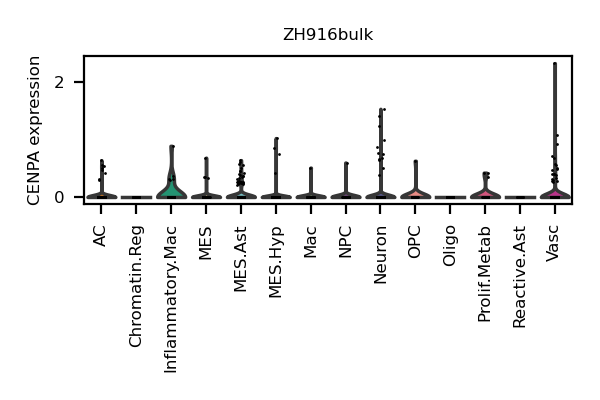 ZH916bulk
CENPA expression
2
0
AC
Chromatin.Reg
Inflammatory.Mac
MES
MES.Ast
MES.Hyp
Mac
NPC
Neuron
OPC
Oligo
Prolif.Metab
Reactive.Ast
Vasc